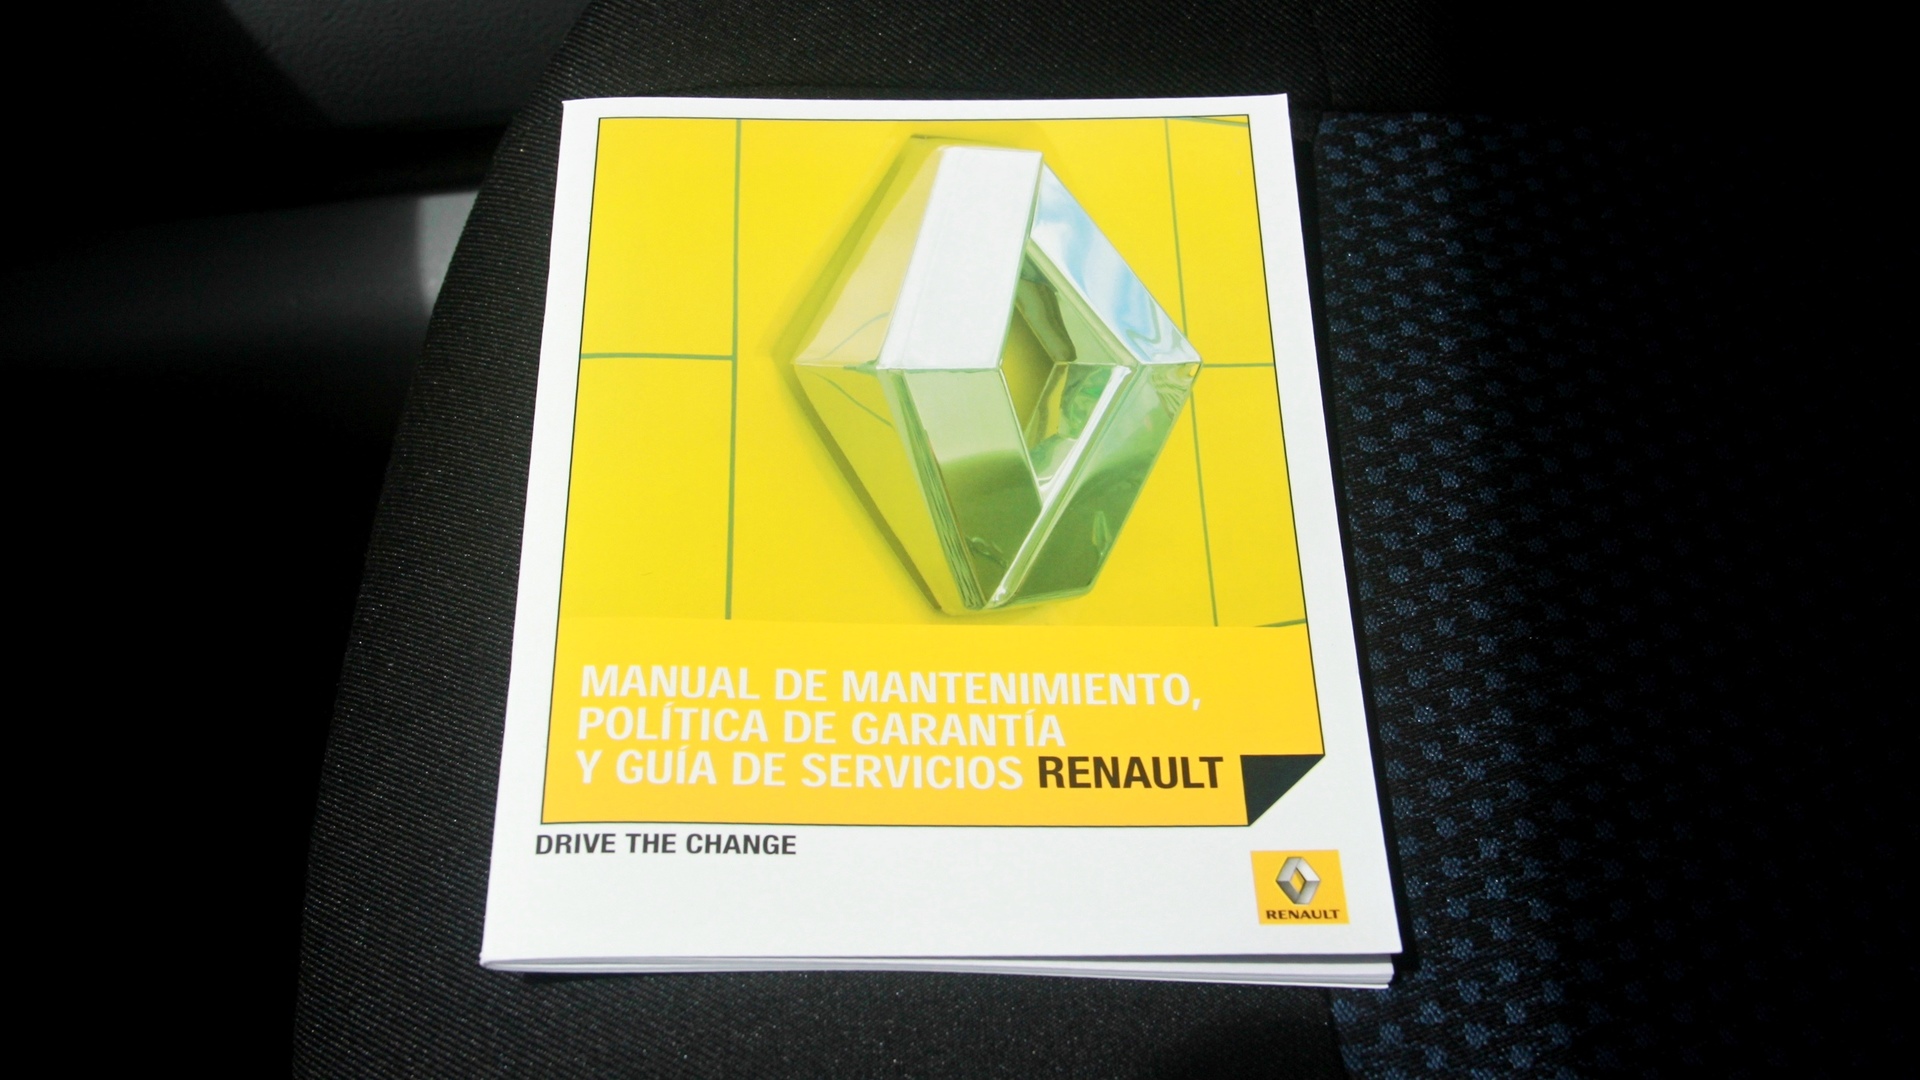 MANUAL DE MANTENIMIENTO,
POLÍTICA DE GARANTÍA
Y GUÍA DE SERVICIOS RENAULT
DRIVE THE CHANGE
RENAULT